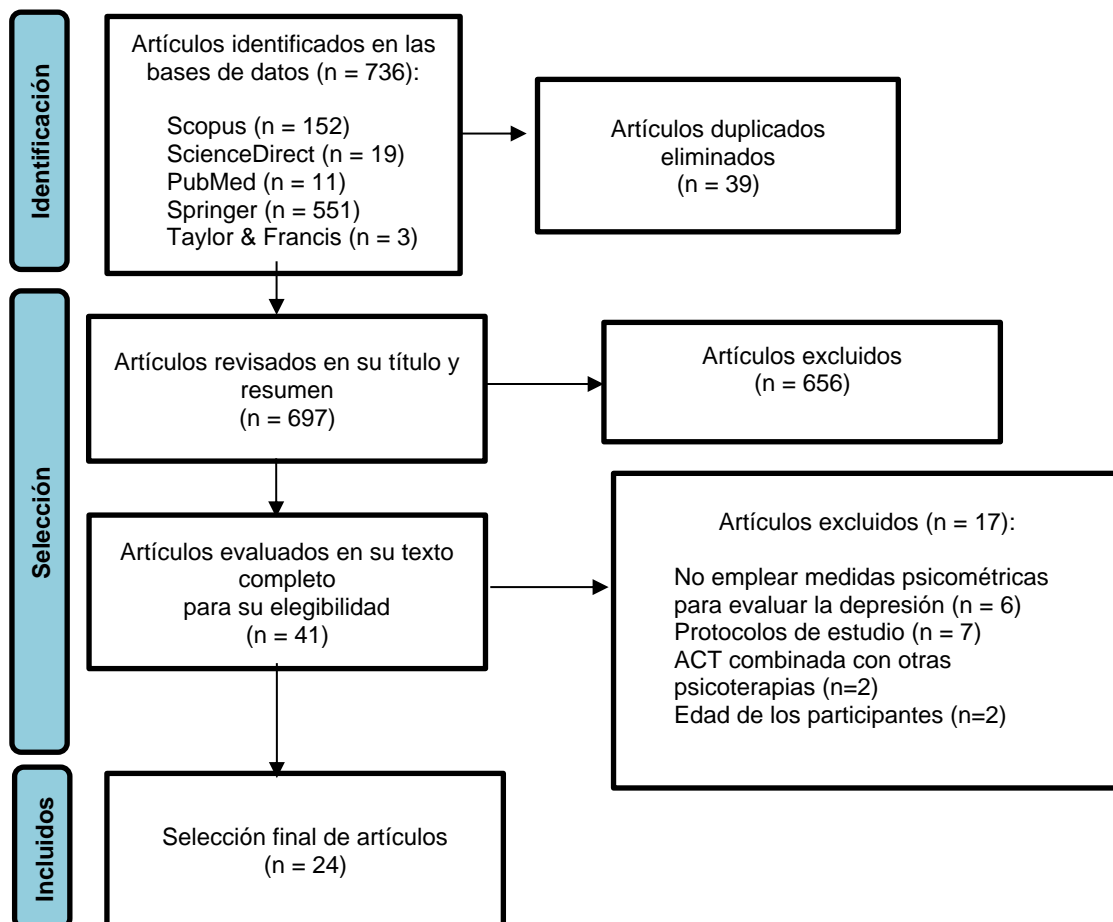 Identificación
Artículos identificados en las
bases de datos (n = 736):
Scopus (n = 152)
ScienceDirect (n = 19)
PubMed (n = 11)
Springer (n = 551)
Taylor & Francis (n = 3)
Artículos duplicados
eliminados
(n = 39)
Selección
Artículos revisados en su título y
resumen
(n = 697)
Artículos excluidos
(n = 656)
Artículos evaluados en su texto
completo
para su elegibilidad
(n = 41)
Artículos excluidos (n = 17):
No emplear medidas psicométricas
para evaluar la depresión (n = 6)
Protocolos de estudio (n = 7)
ACT combinada con otras
psicoterapias (n=2)
Edad de los participantes (n=2)
Incluidos
Selección final de artículos
(n = 24)